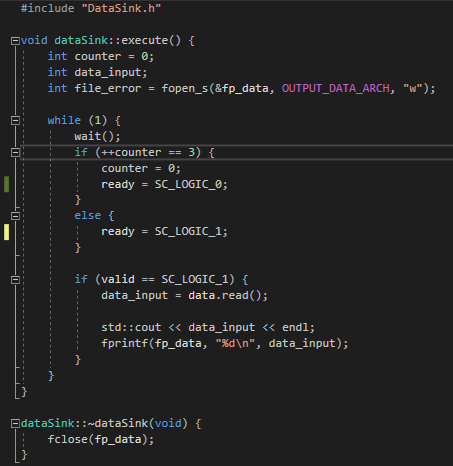 #include "DataSink.h"
void dataSink::execute() {
int counter = 0;
int data_input;
int file_error = fopen_s(&fp_data, OUTPUT_DATA_ARCH, "w");
while (1) {
wait();
if (++counter == 3) {
counter = 0;
ready = SC_LOGIC_0;
}
else {
ready = SC_LOGIC_1;
}
if (valid == SC_LOGIC_1) {
data_input = data.read();
std::cout << data_input << endl;
fprintf(fp_data, "%d\n", data_input);
}
}
}
dataSink::~dataSink(void) {
fclose(fp_data);
}